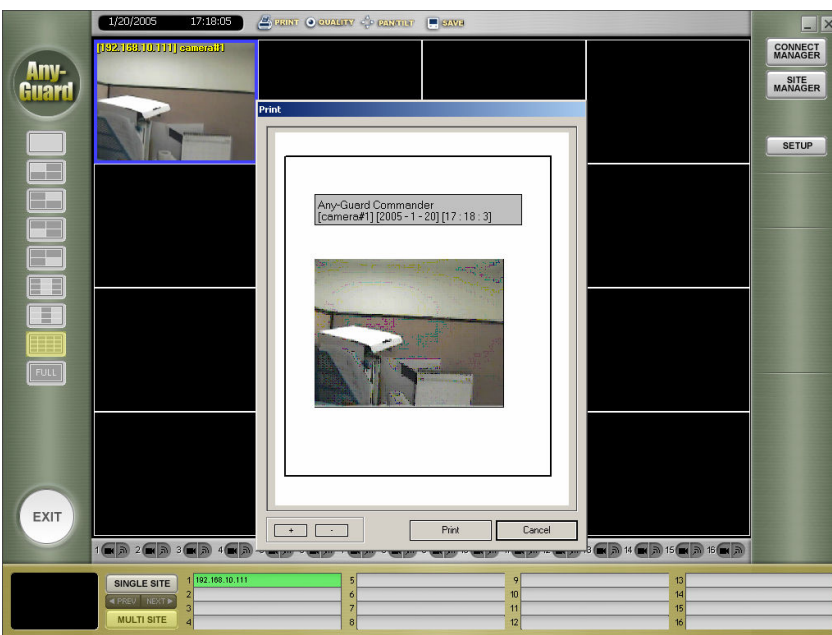 1/20/2005 17:18:05 PRINT QUALITY PAN/TILT SAVE
[192.168.10.111] camera#1
Any-
Guard
CONNECT
MANAGER
SITE
MANAGER
SETUP
Print
Any-Guard Commander
[camera#1] [2005 - 1 - 20] [17 : 18 : 3]
FULL
EXIT
+ - Print Cancel
1 2 3 4 13 14 15 16
SINGLE SITE
◄ PREV NEXT ►
MULTI SITE
1 192.168.10.111 5 9 13
2 6 10 14
3 7 11 15
4 8 12 16